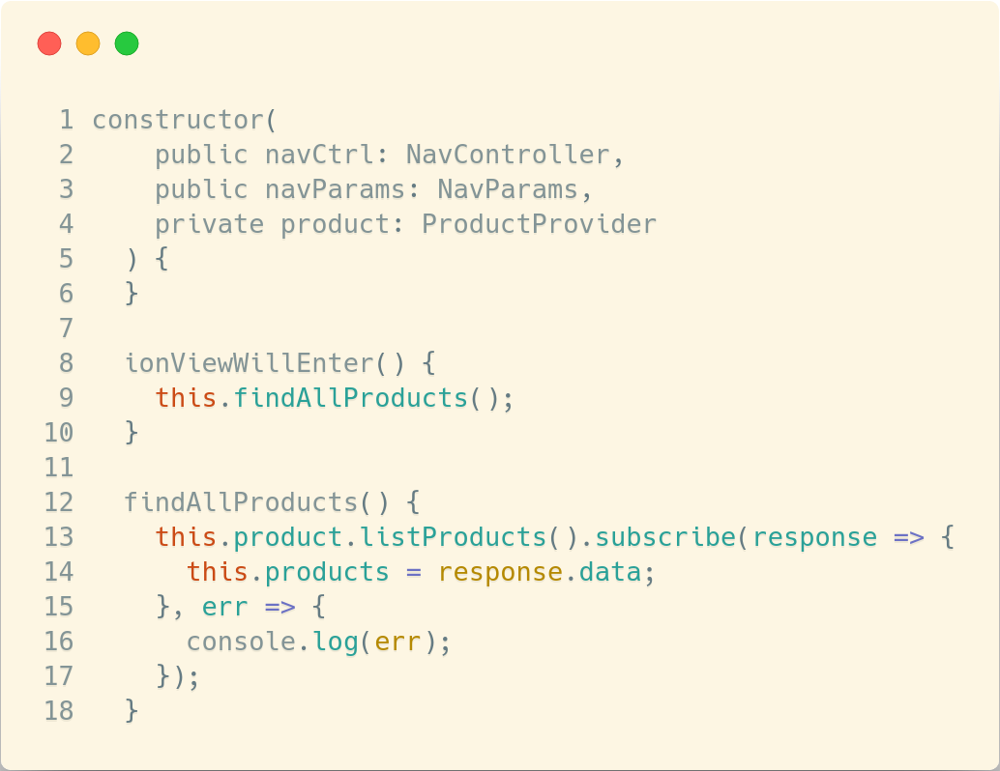 1 constructor(
2     public navCtrl: NavController,
3     public navParams: NavParams,
4     private product: ProductProvider
5   ) {
6   }
7
8   ionViewWillEnter() {
9     this.findAllProducts();
10   }
11
12   findAllProducts() {
13     this.product.listProducts().subscribe(response => {
14       this.products = response.data;
15     }, err => {
16       console.log(err);
17     });
18   }